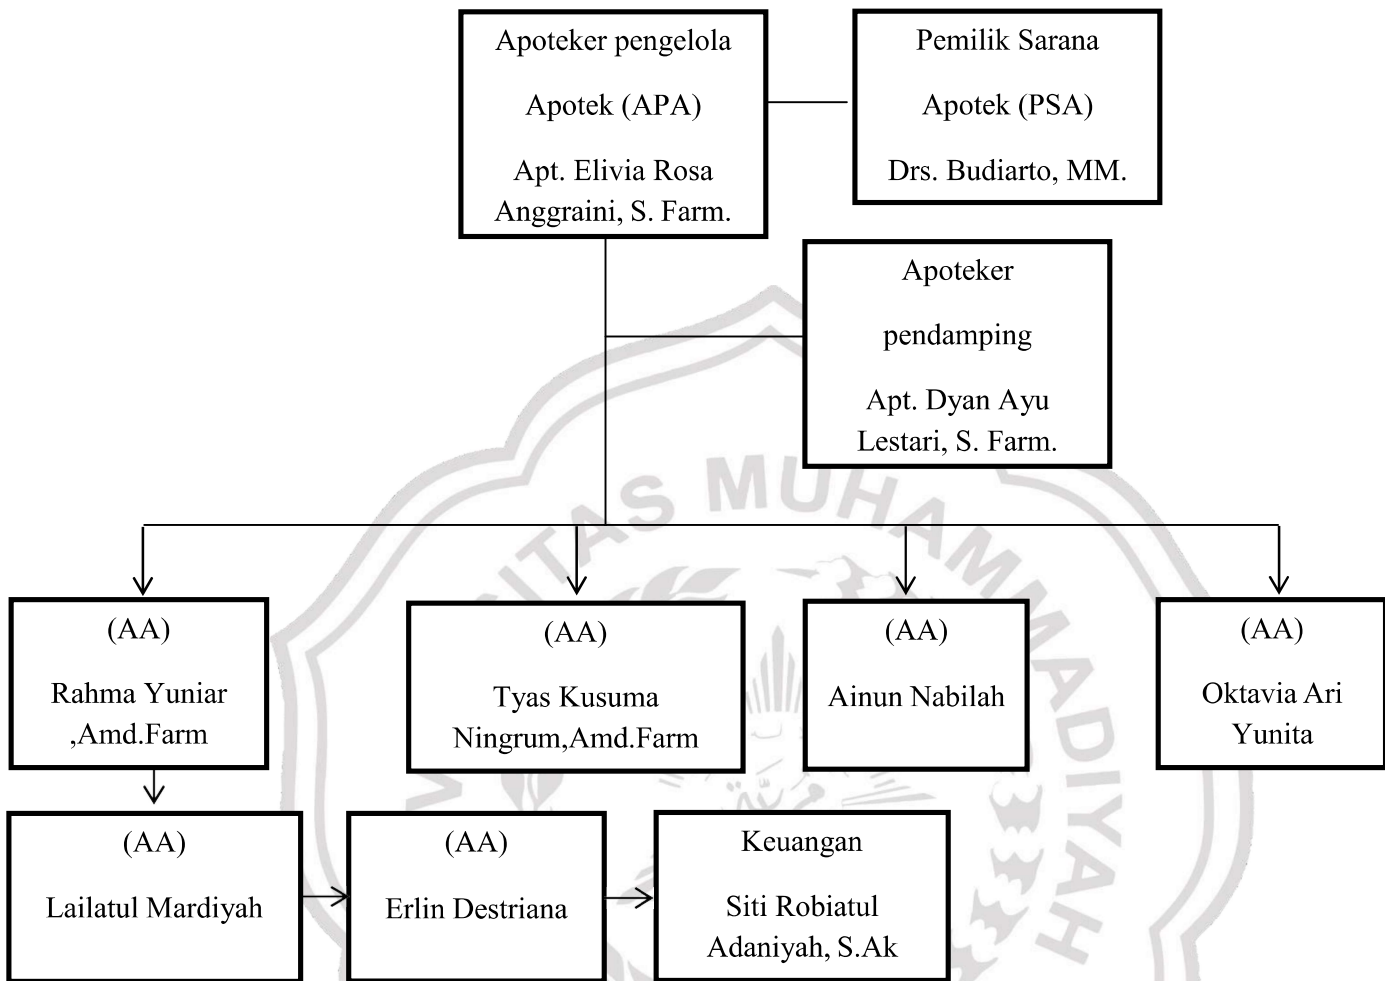 Apoteker pengelola
Apotek (APA)
Apt. Elivia Rosa
Anggraini, S. Farm.
Pemilik Sarana
Apotek (PSA)
Drs. Budiarto, MM.
Apoteker
pendamping
Apt. Dyan Ayu
Lestari, S. Farm.
(AA)
Rahma Yuniar
,Amd.Farm
(AA)
Tyas Kusuma
Ningrum,Amd.Farm
(AA)
Ainun Nabilah
(AA)
Oktavia Ari
Yunita
(AA)
Lailatul Mardiyah
(AA)
Erlin Destriana
Keuangan
Siti Robiatul
Adaniyah, S.Ak
SITAS MUHAMMADIYAH